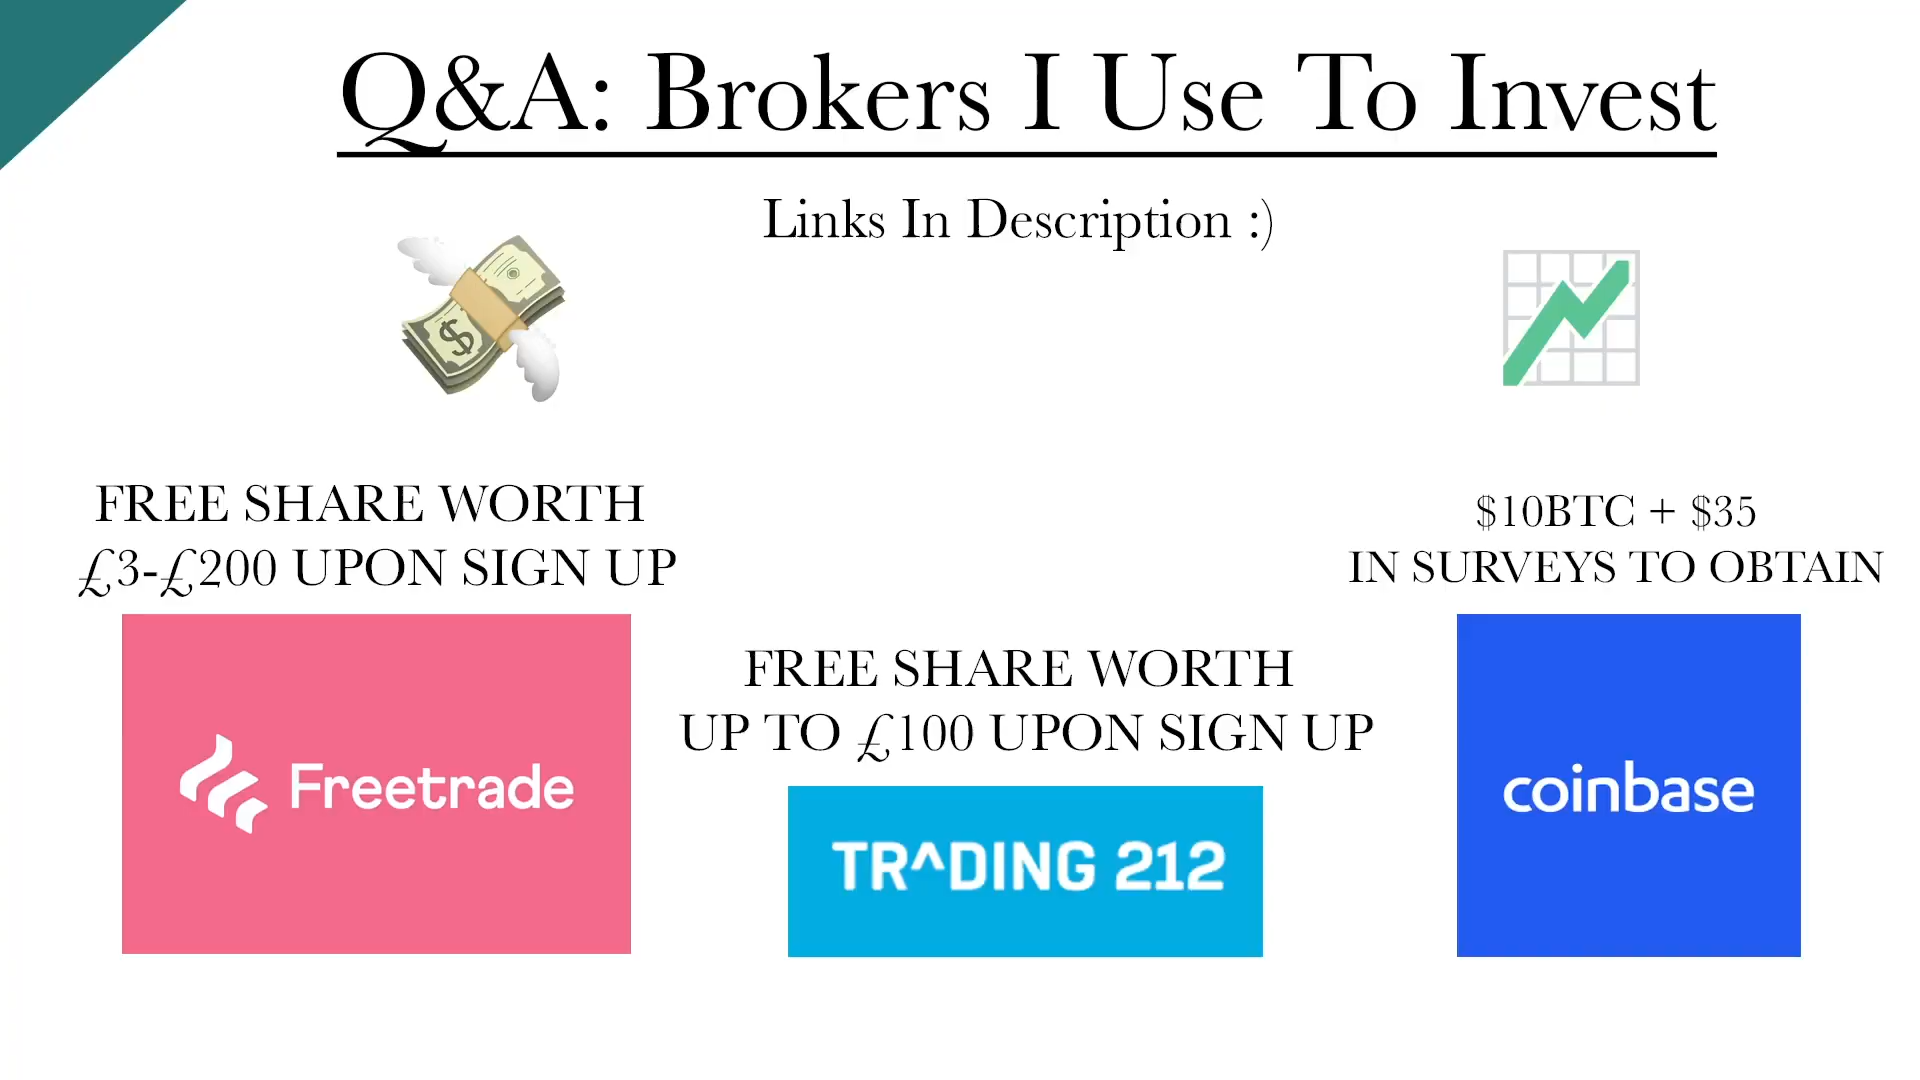 Q&A: Brokers I Use To Invest
Links In Description :)
FREE SHARE WORTH
£3-£200 UPON SIGN UP
Freetrade
FREE SHARE WORTH
UP TO £100 UPON SIGN UP
TR^DING 212
$10BTC + $35
IN SURVEYS TO OBTAIN
coinbase